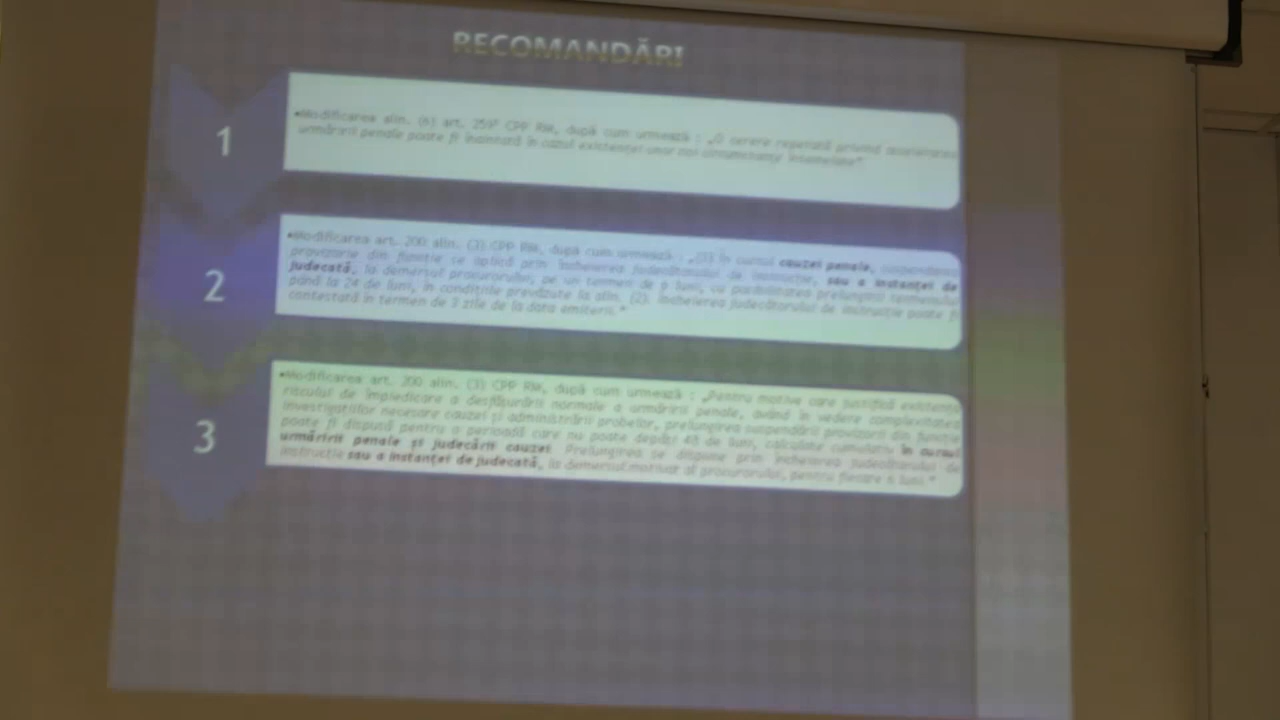 RECOMANDĂRI
1
•Modificarea alin. (6) art. 259¹ CPP RM, după cum urmează : „O cerere repetată privind accelerarea
urmăririi penale poate fi înaintată în cazul existenței unor noi circumstanțe întemeiate”
2
•Modificarea art. 200 alin. (3) CPP RM, după cum urmează : „(3) În cursul cauzei penale, suspendarea
provizorie din funcție se aplică prin încheierea judecătorului de instrucție, sau a instanței de
judecată, la demersul procurorului, pe un termen de 6 luni, cu posibilitatea prelungirii termenului
până la 24 de luni, în condițiile prevăzute la alin. (2). Încheierea judecătorului de instrucție poate fi
contestată în termen de 3 zile de la data emiterii.”
3
•Modificarea art. 200 alin. (3) CPP RM, după cum urmează : „Pentru motive care justifică existența
riscului de împiedicare a desfășurării normale a urmăririi penale, având în vedere complexitatea
investigațiilor necesare cauzei și administrării probelor, prelungirea suspendării provizorii din funcție
poate fi dispusă pentru o perioadă care nu poate depăși 48 de luni, calculate cumulativ în cursul
urmăririi penale și judecării cauzei. Prelungirea se dispune prin încheierea judecătorului de
instrucție sau a instanței de judecată, la demersul motivat al procurorului, pentru fiecare 6 luni.”